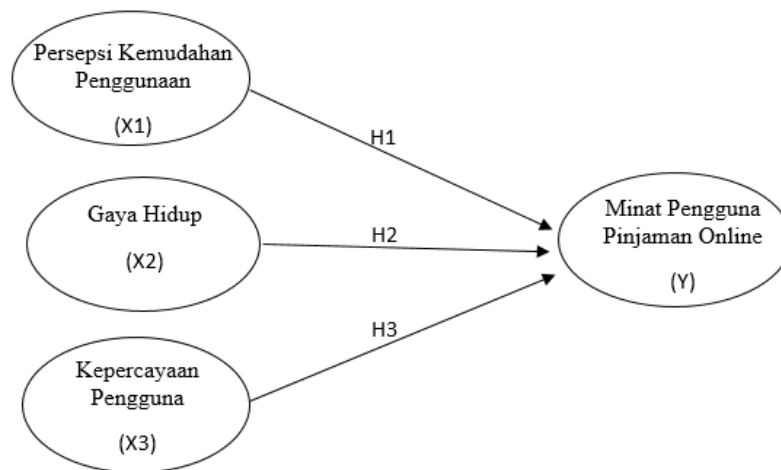 Persepsi Kemudahan
Penggunaan
(X1)
H1
Gaya Hidup
(X2)
H2
Minat Pengguna
Pinjaman Online
(Y)
H3
Kepercayaan
Pengguna
(X3)